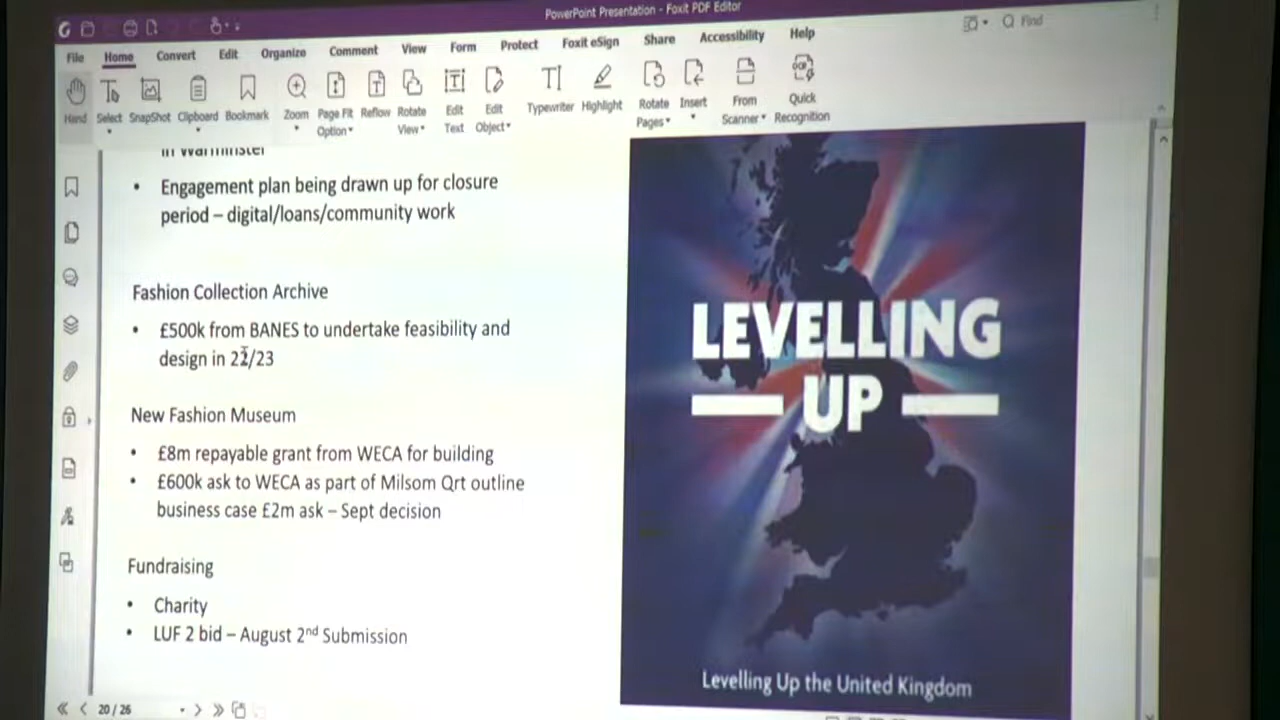 PowerPoint Presentation - Foxit PDF Editor
File Home Convert Edit Organize Comment View Form Protect Foxit eSign Share Accessibility Help
Find
Hand Select SnapShot Clipboard Bookmark Zoom Page Fit Option Reflow Rotate View Edit Text Edit Object Typewriter Highlight Rotate Pages Insert From Scanner Quick Recognition
in Warminster
• Engagement plan being drawn up for closure
period – digital/loans/community work
Fashion Collection Archive
• £500k from BANES to undertake feasibility and
design in 22/23
New Fashion Museum
• £8m repayable grant from WECA for building
• £600k ask to WECA as part of Milsom Qrt outline
business case £2m ask – Sept decision
Fundraising
• Charity
• LUF 2 bid – August 2nd Submission
LEVELLING
UP
Levelling Up the United Kingdom
20 / 26